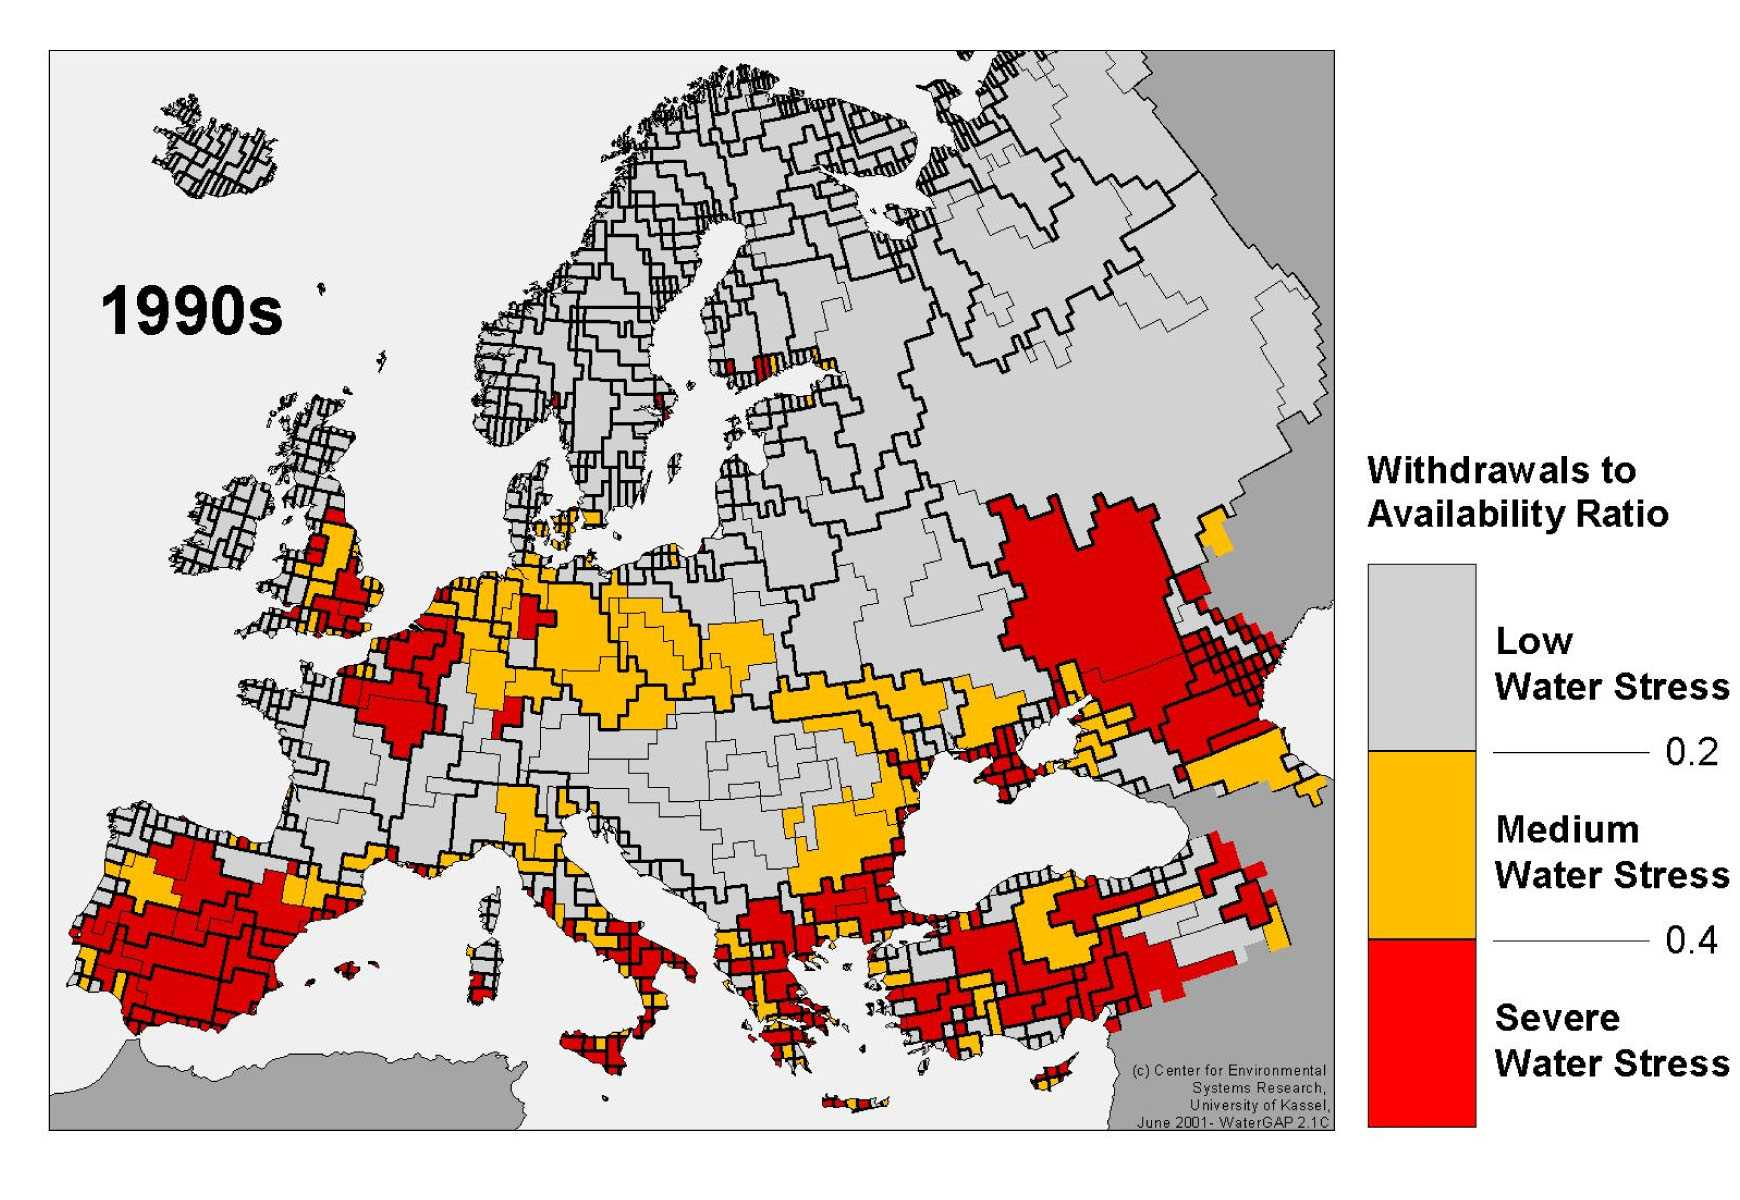 1990s
Withdrawals to
Availability Ratio
Low
Water Stress
0.2
Medium
Water Stress
0.4
Severe
Water Stress
(c) Center for Environmental
Systems Research,
University of Kassel,
June 2001- WaterGAP 2.1C